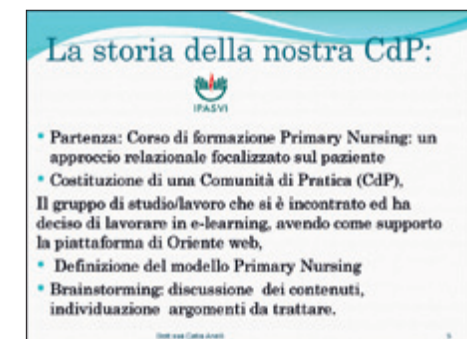 La storia della nostra CdP:
IPASVI
• Partenza: Corso di formazione Primary Nursing: un
approccio relazionale focalizzato sul paziente
• Costituzione di una Comunità di Pratica (CdP),
Il gruppo di studio/lavoro che si è incontrato ed ha
deciso di lavorare in e-learning, avendo come supporto
la piattaforma di Oriente web,
• Definizione del modello Primary Nursing
• Brainstorming: discussione dei contenuti,
individuazione argomenti da trattare.